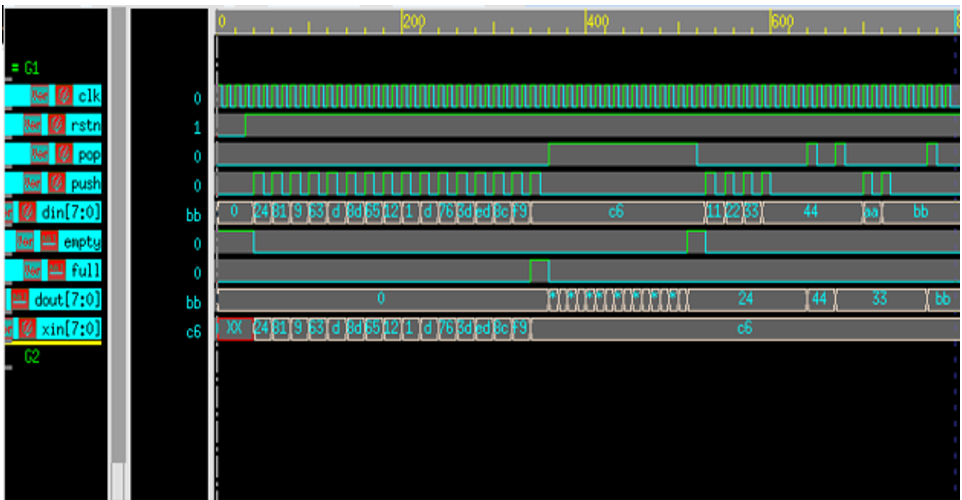 0 200 400 600 8
= G1
clk 0
rstn 1
pop 0
push 0
din[7:0] bb 0 24 81 9 63 d 8d 65 12 1 d 76 3d ed 8c f9 c6 11 22 33 44 aa bb
empty 0
full 0
dout[7:0] bb 0 * * * * * * * * 24 44 33 bb
xin[7:0] c6 XX 24 81 9 63 d 8d 65 12 1 d 76 3d ed 8c f9 c6
G2